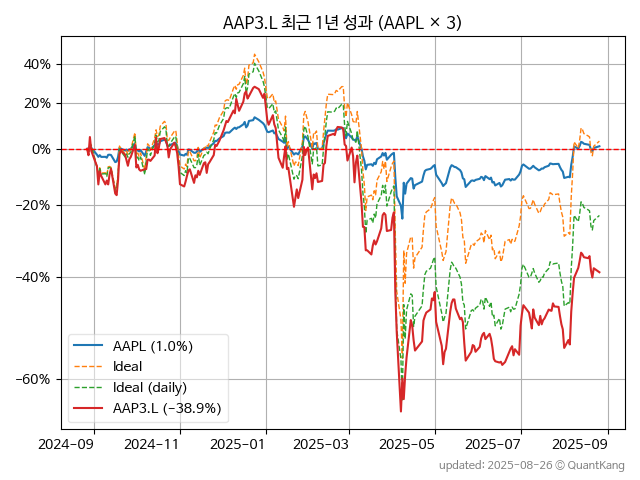 AAP3.L 최근 1년 성과 (AAPL × 3)
40%
20%
0%
−20%
−40%
−60%
AAPL (1.0%)
Ideal
Ideal (daily)
AAP3.L (−38.9%)
2024-09 2024-11 2025-01 2025-03 2025-05 2025-07 2025-09
updated: 2025-08-26 © QuantKang